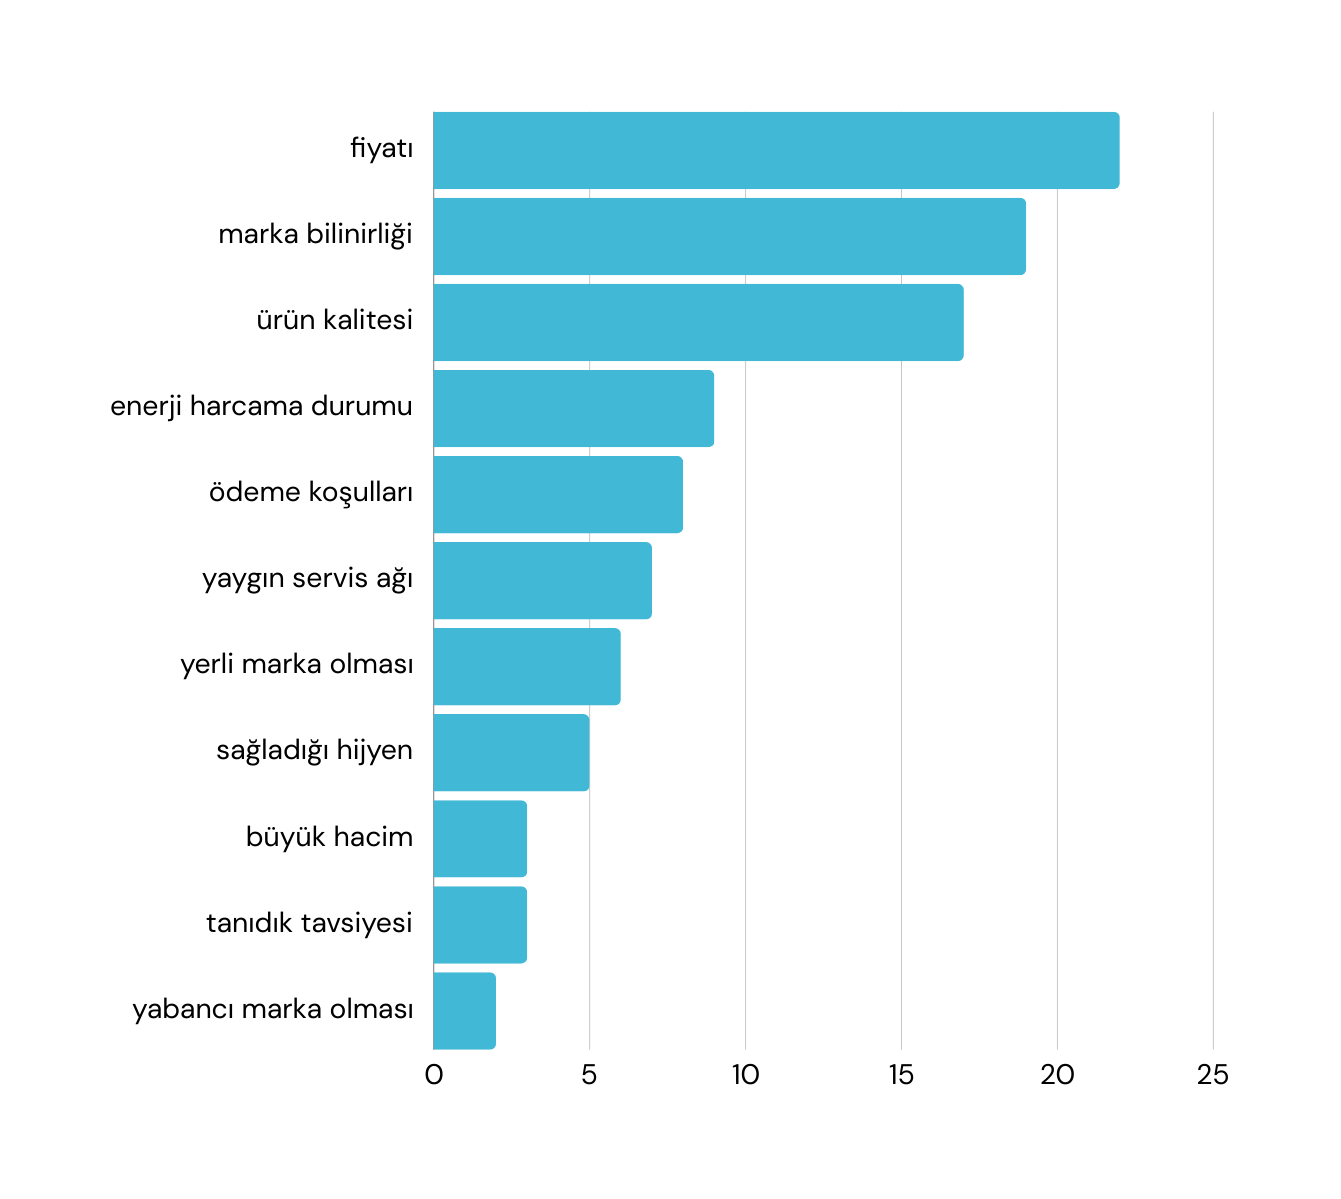 fiyatı
marka bilinirliği
ürün kalitesi
enerji harcama durumu
ödeme koşulları
yaygın servis ağı
yerli marka olması
sağladığı hijyen
büyük hacim
tanıdık tavsiyesi
yabancı marka olması
0 5 10 15 20 25